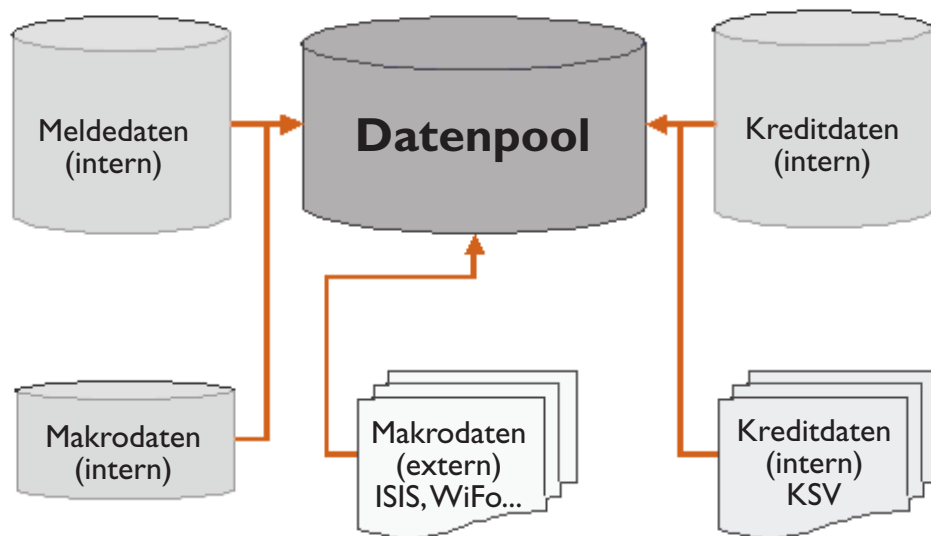 Meldedaten
(intern)
Datenpool
Kreditdaten
(intern)
Makrodaten
(intern)
Makrodaten
(extern)
ISIS, WiFo...
Kreditdaten
(intern)
KSV